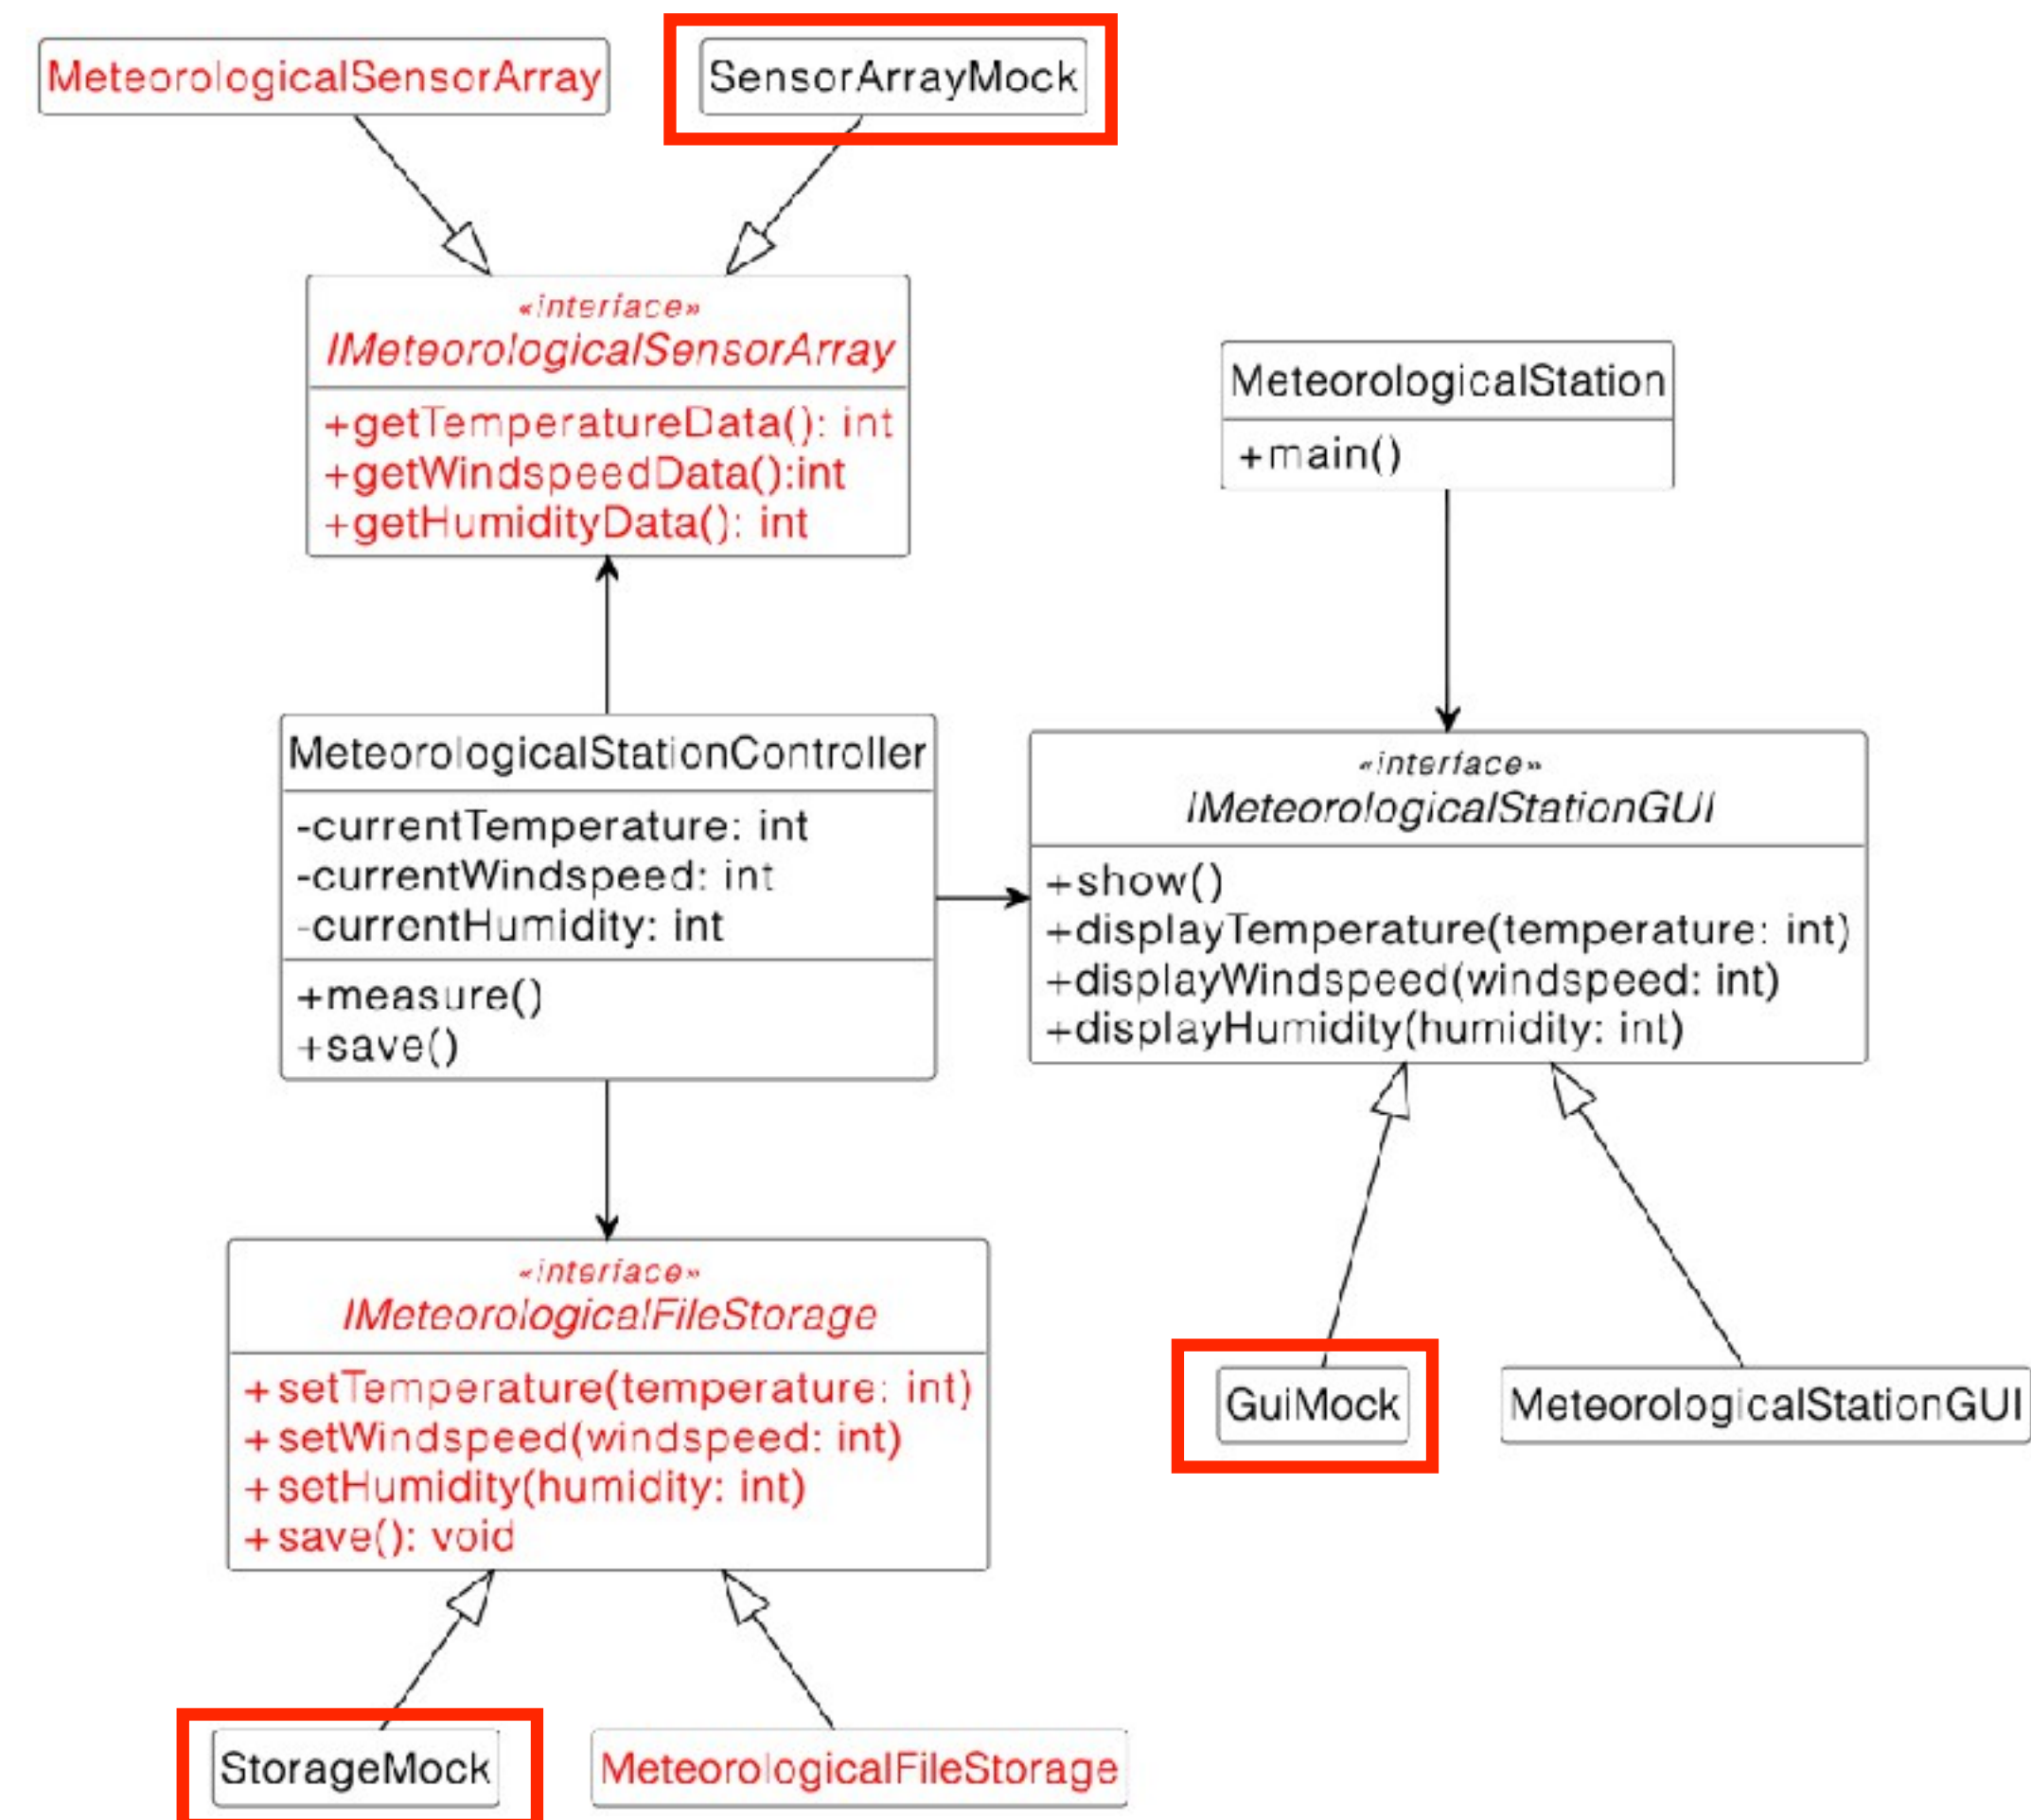 MeteorologicalSensorArray
SensorArrayMock
«interface»
IMeteorologicalSensorArray
+getTemperatureData(): int
+getWindspeedData():int
+getHumidityData(): int
MeteorologicalStation
+main()
MeteorologicalStationController
-currentTemperature: int
-currentWindspeed: int
-currentHumidity: int
+measure()
+save()
«interface»
IMeteorologicalStationGUI
+show()
+displayTemperature(temperature: int)
+displayWindspeed(windspeed: int)
+displayHumidity(humidity: int)
«interface»
IMeteorologicalFileStorage
+setTemperature(temperature: int)
+setWindspeed(windspeed: int)
+setHumidity(humidity: int)
+save(): void
GuiMock
MeteorologicalStationGUI
StorageMock
MeteorologicalFileStorage